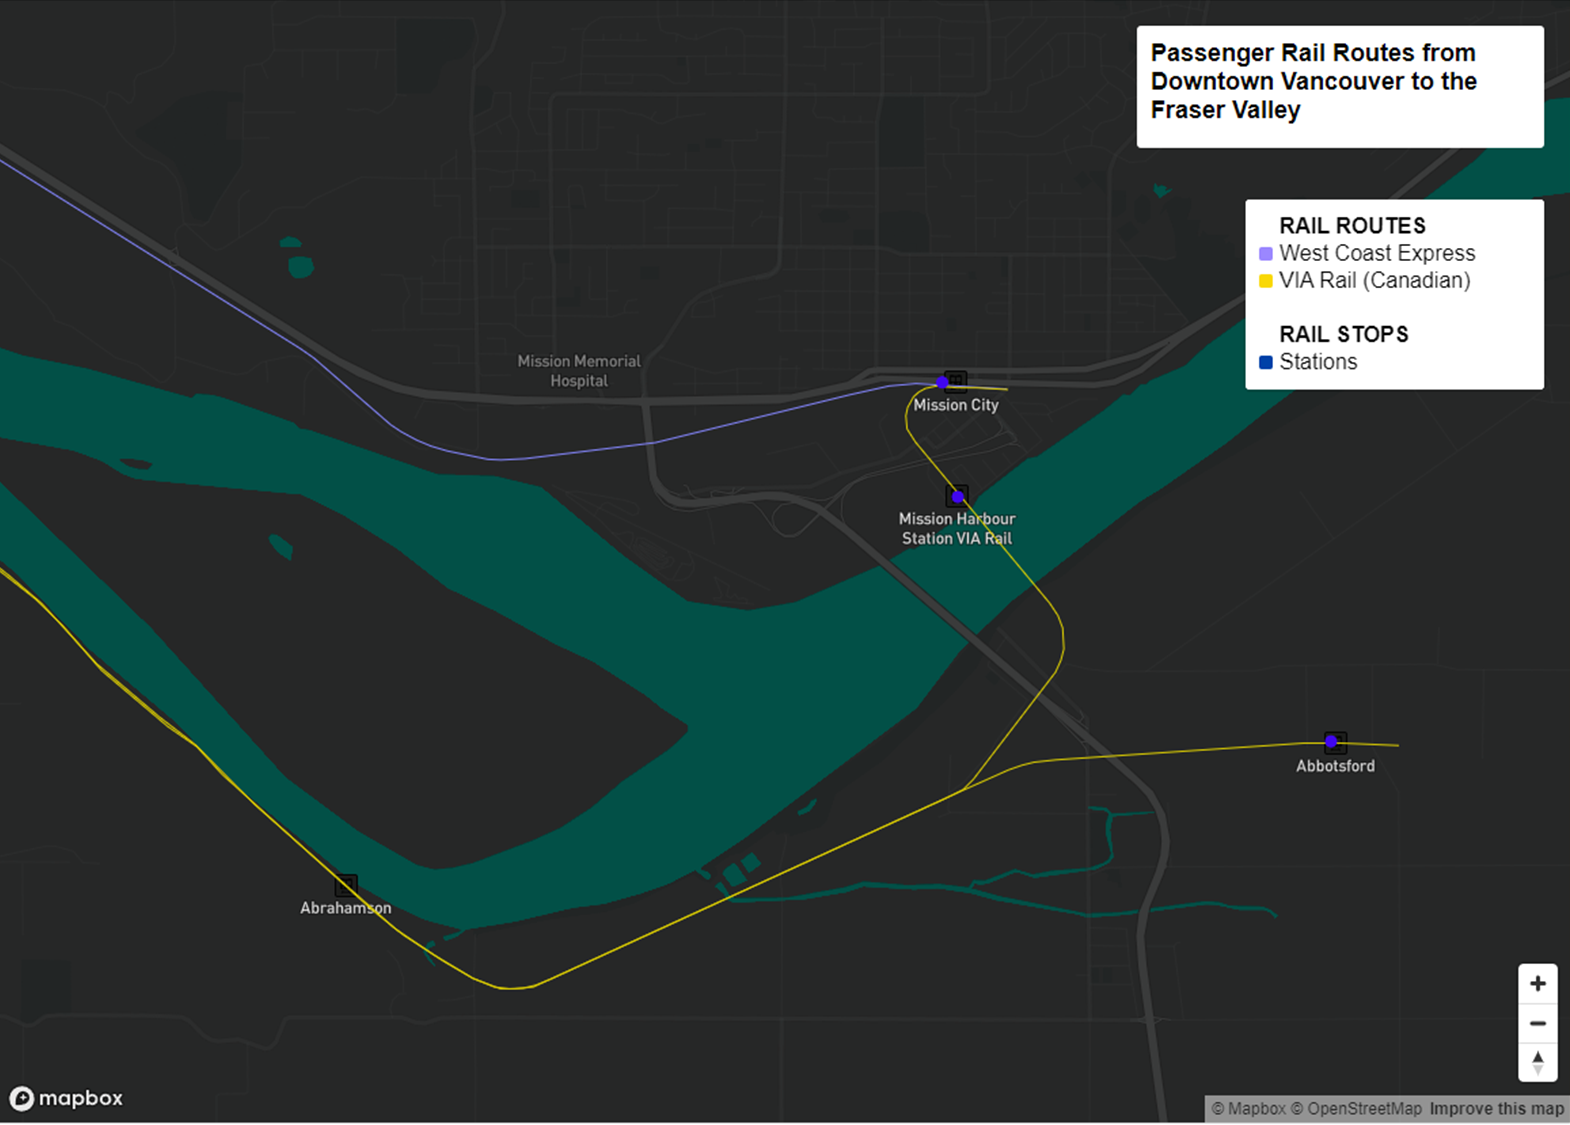 Passenger Rail Routes from
Downtown Vancouver to the
Fraser Valley
RAIL ROUTES
West Coast Express
VIA Rail (Canadian)
RAIL STOPS
Stations
Mission Memorial
Hospital
Mission City
Mission Harbour
Station VIA Rail
Abbotsford
Abrahamson
+
−
mapbox
© Mapbox © OpenStreetMap Improve this map